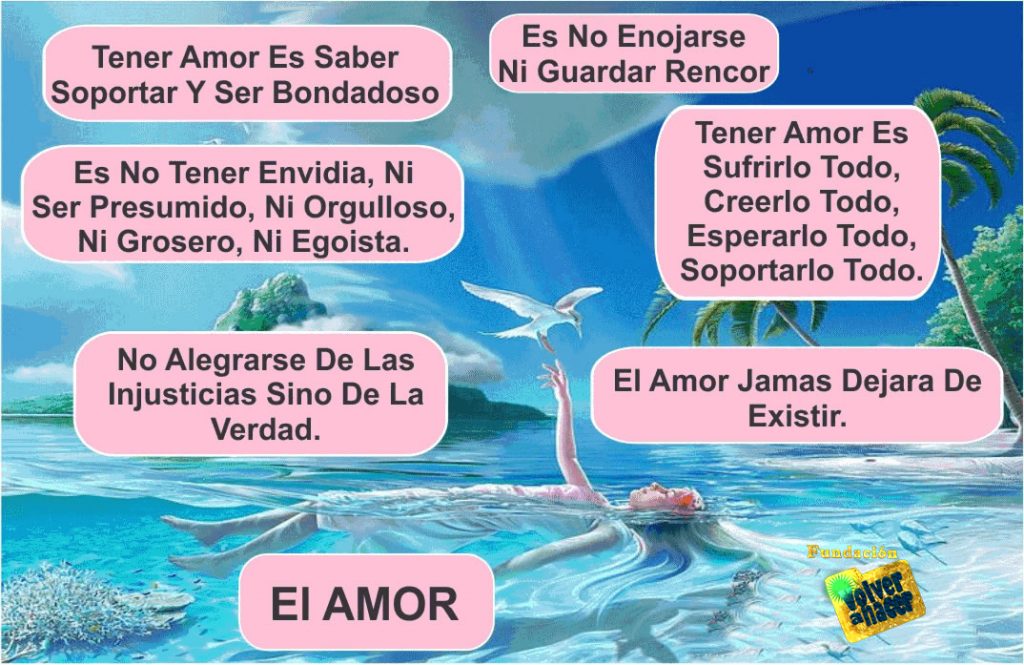 Tener Amor Es Saber
Soportar Y Ser Bondadoso
Es No Enojarse
Ni Guardar Rencor
Es No Tener Envidia, Ni
Ser Presumido, Ni Orgulloso,
Ni Grosero, Ni Egoista.
Tener Amor Es
Sufrirlo Todo,
Creerlo Todo,
Esperarlo Todo,
Soportarlo Todo.
No Alegrarse De Las
Injusticias Sino De La
Verdad.
El Amor Jamas Dejara De
Existir.
El AMOR
Fundación
Volver
a nacer